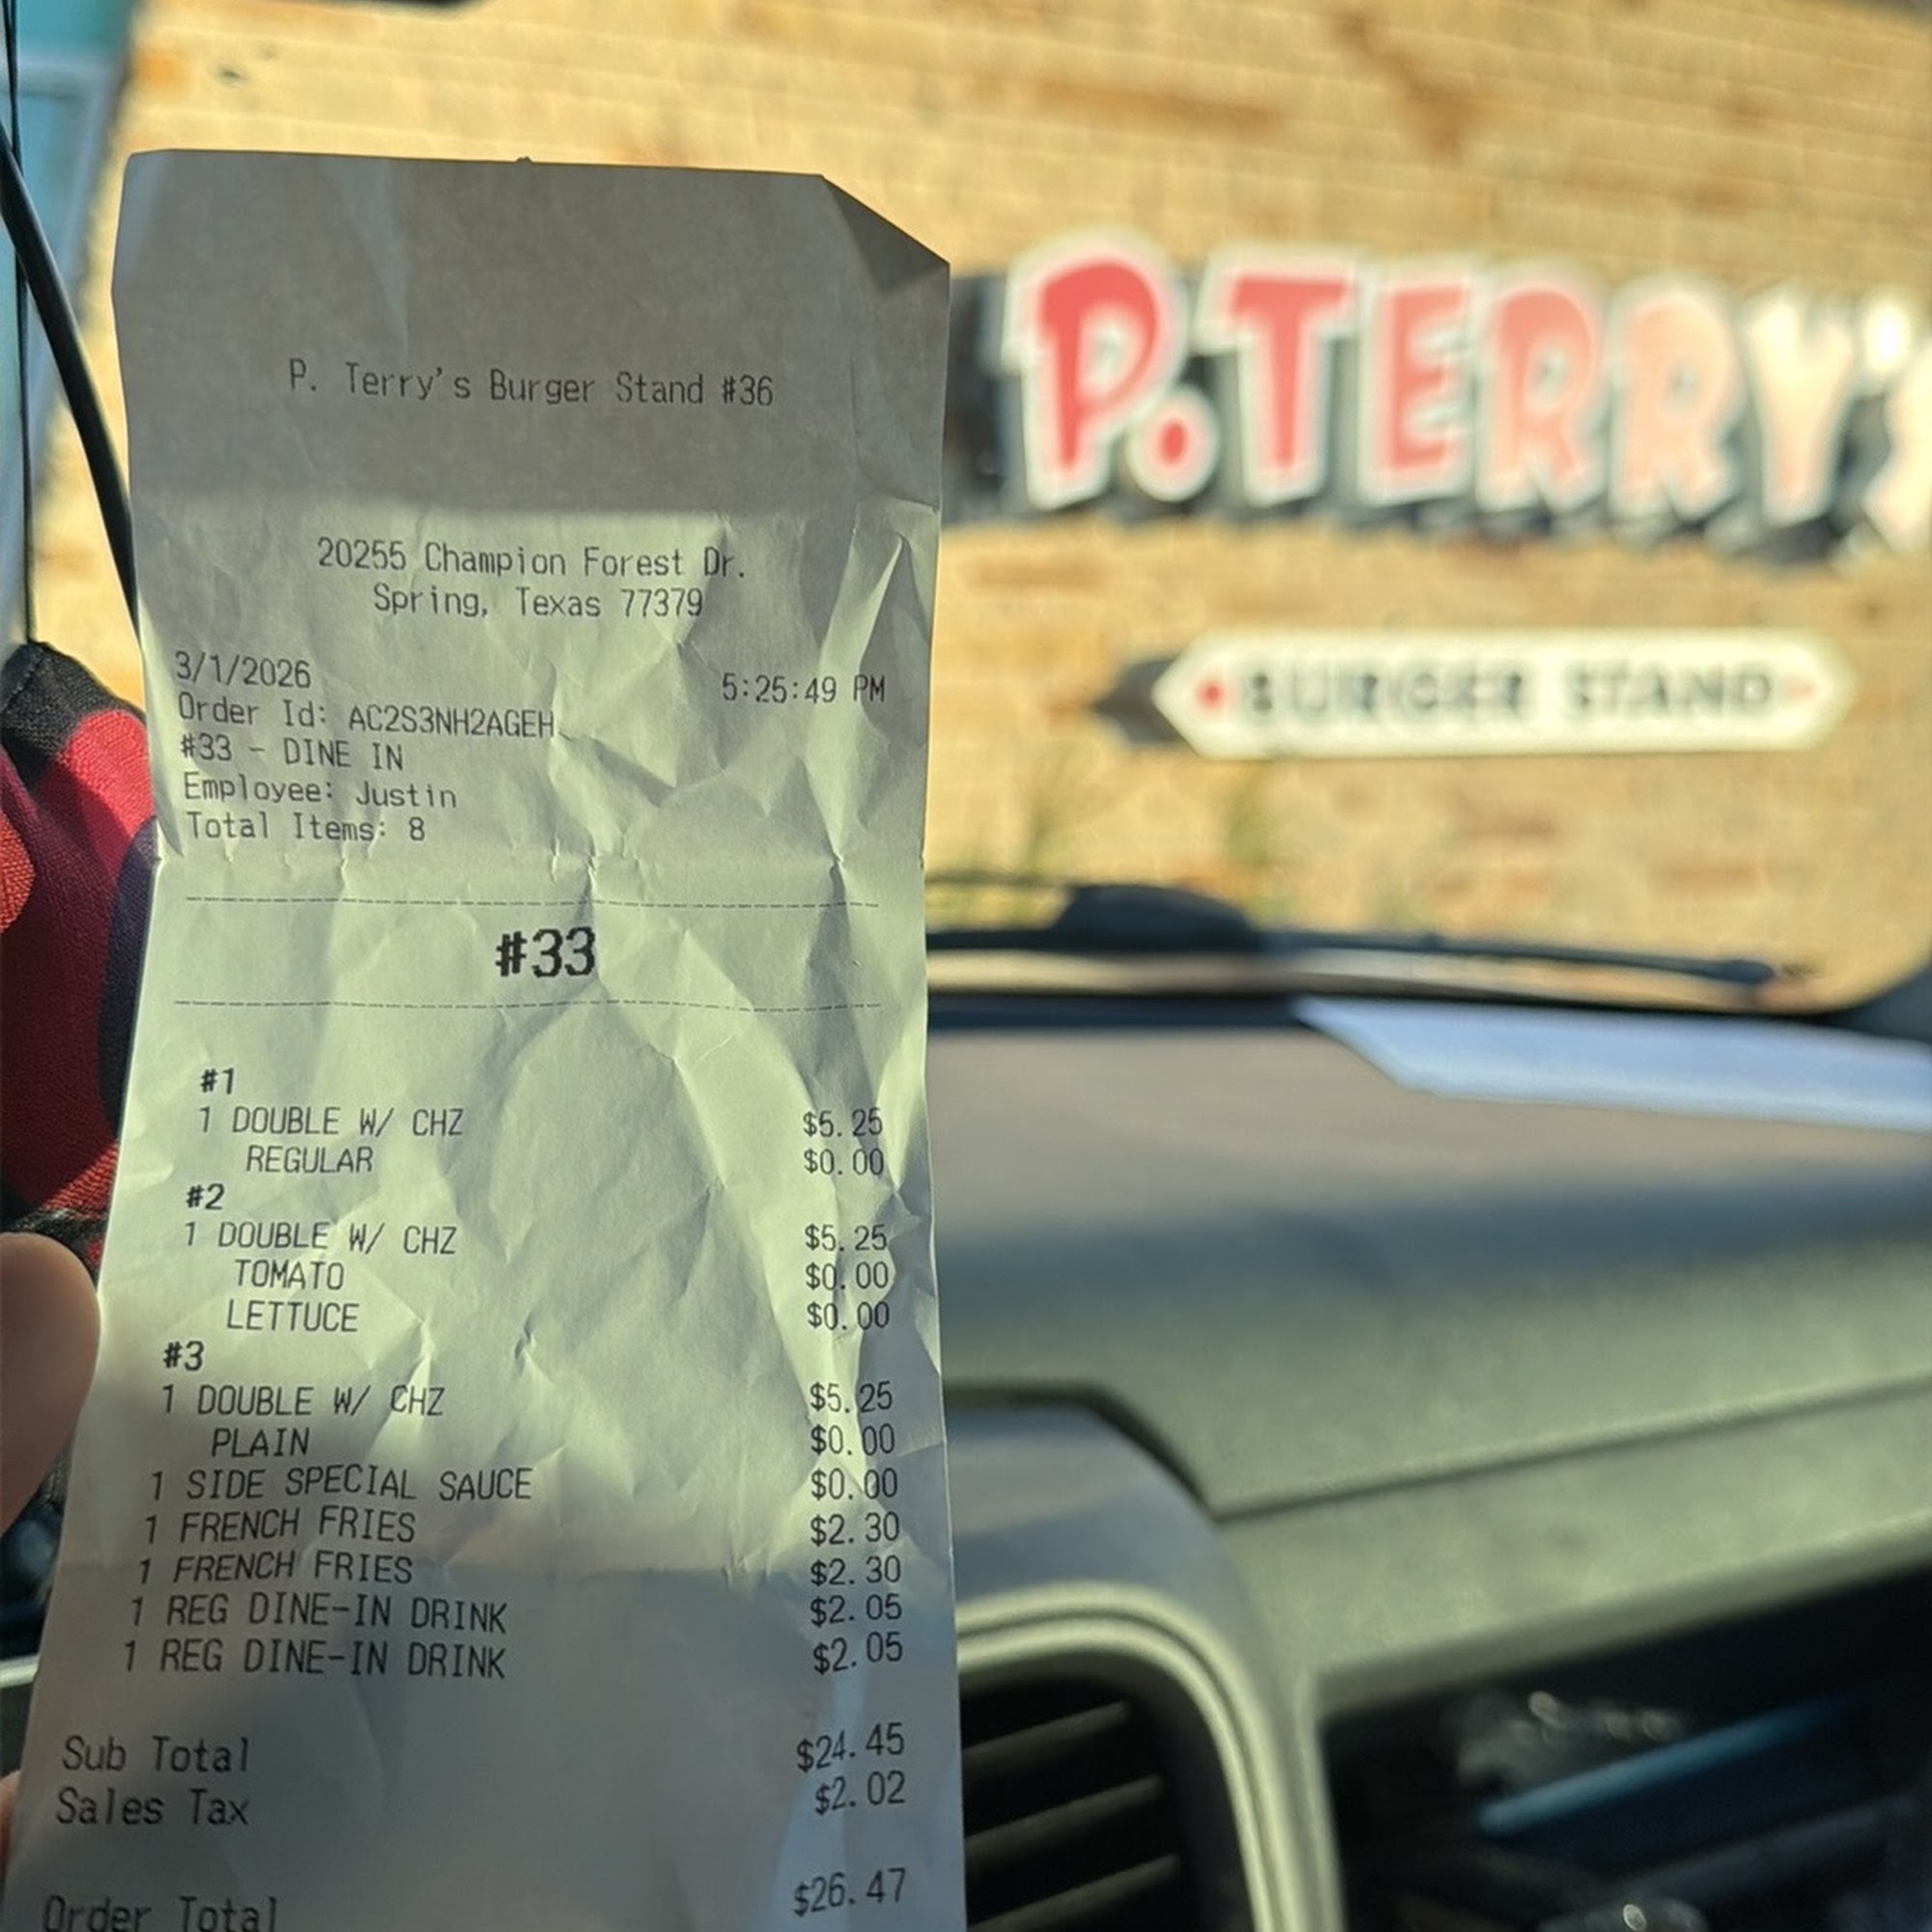 P. Terry's Burger Stand #36
20255 Champion Forest Dr.
Spring, Texas 77379
3/1/2026 5:25:49 PM
Order Id: AC2S3NH2AGEH
#33 - DINE IN
Employee: Justin
Total Items: 8
#33
#1
1 DOUBLE W/ CHZ $5.25
REGULAR $0.00
#2
1 DOUBLE W/ CHZ $5.25
TOMATO $0.00
LETTUCE $0.00
#3
1 DOUBLE W/ CHZ $5.25
PLAIN $0.00
1 SIDE SPECIAL SAUCE $0.00
1 FRENCH FRIES $2.30
1 FRENCH FRIES $2.30
1 REG DINE-IN DRINK $2.05
1 REG DINE-IN DRINK $2.05
Sub Total $24.45
Sales Tax $2.02
Order Total $26.47
P.TERRY'S
BURGER STAND